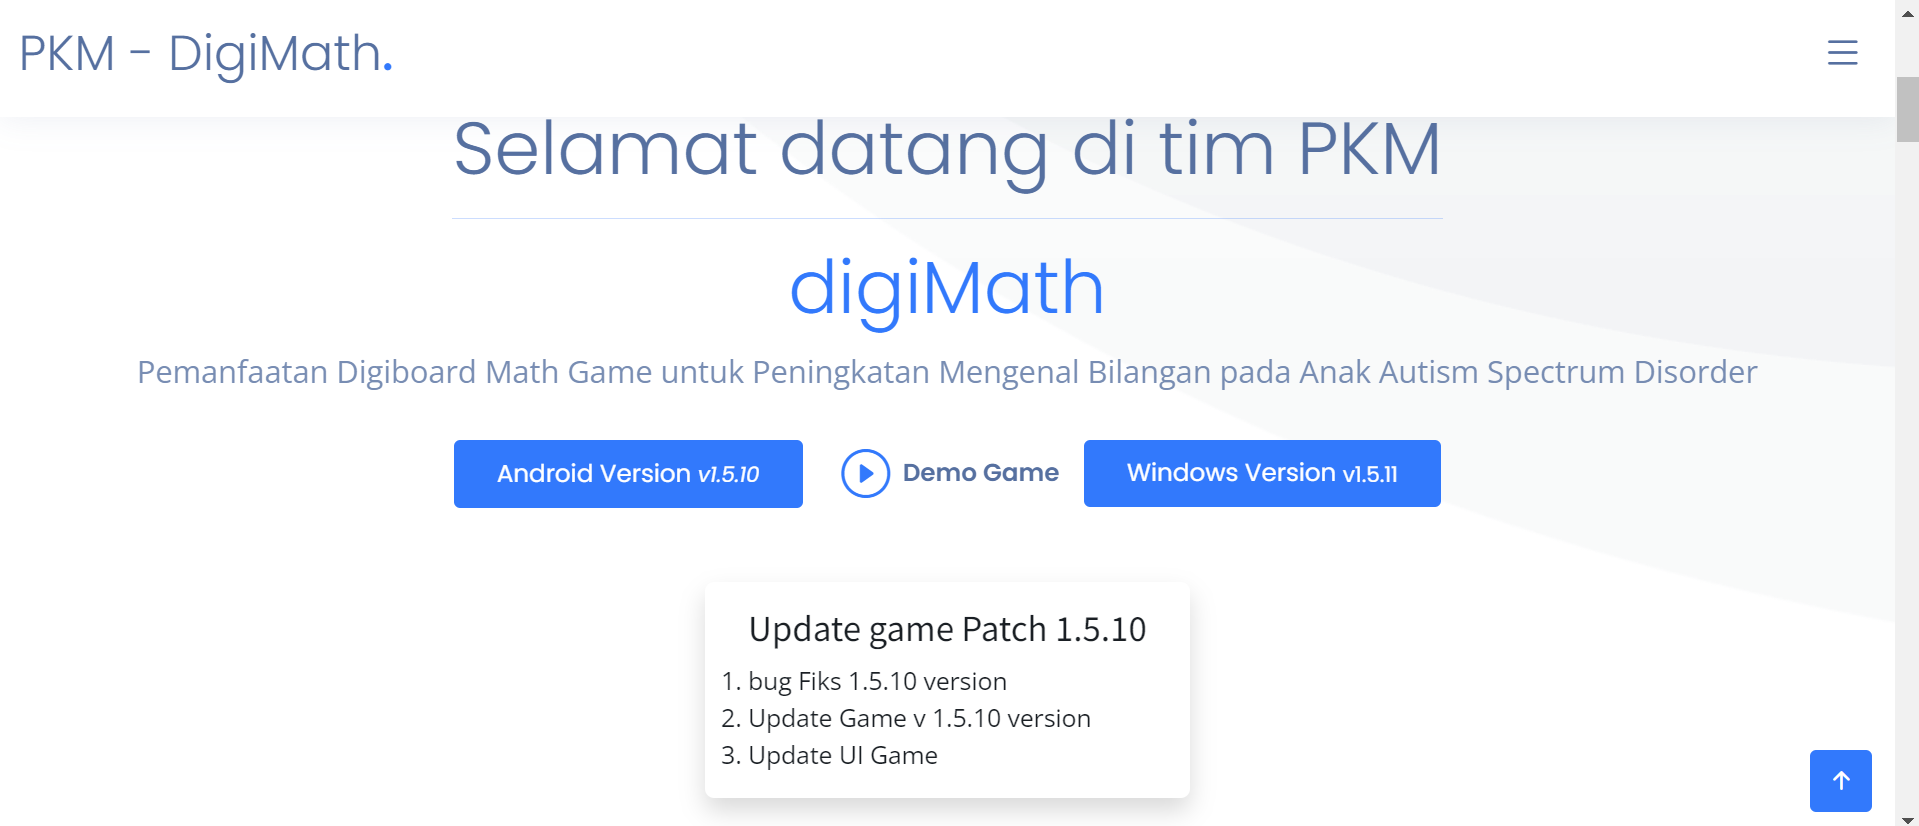 PKM - DigiMath.
Selamat datang di tim PKM
digiMath
Pemanfaatan Digiboard Math Game untuk Peningkatan Mengenal Bilangan pada Anak Autism Spectrum Disorder
Android Version v1.5.10
Demo Game
Windows Version v1.5.11
Update game Patch 1.5.10
1. bug Fiks 1.5.10 version
2. Update Game v 1.5.10 version
3. Update UI Game